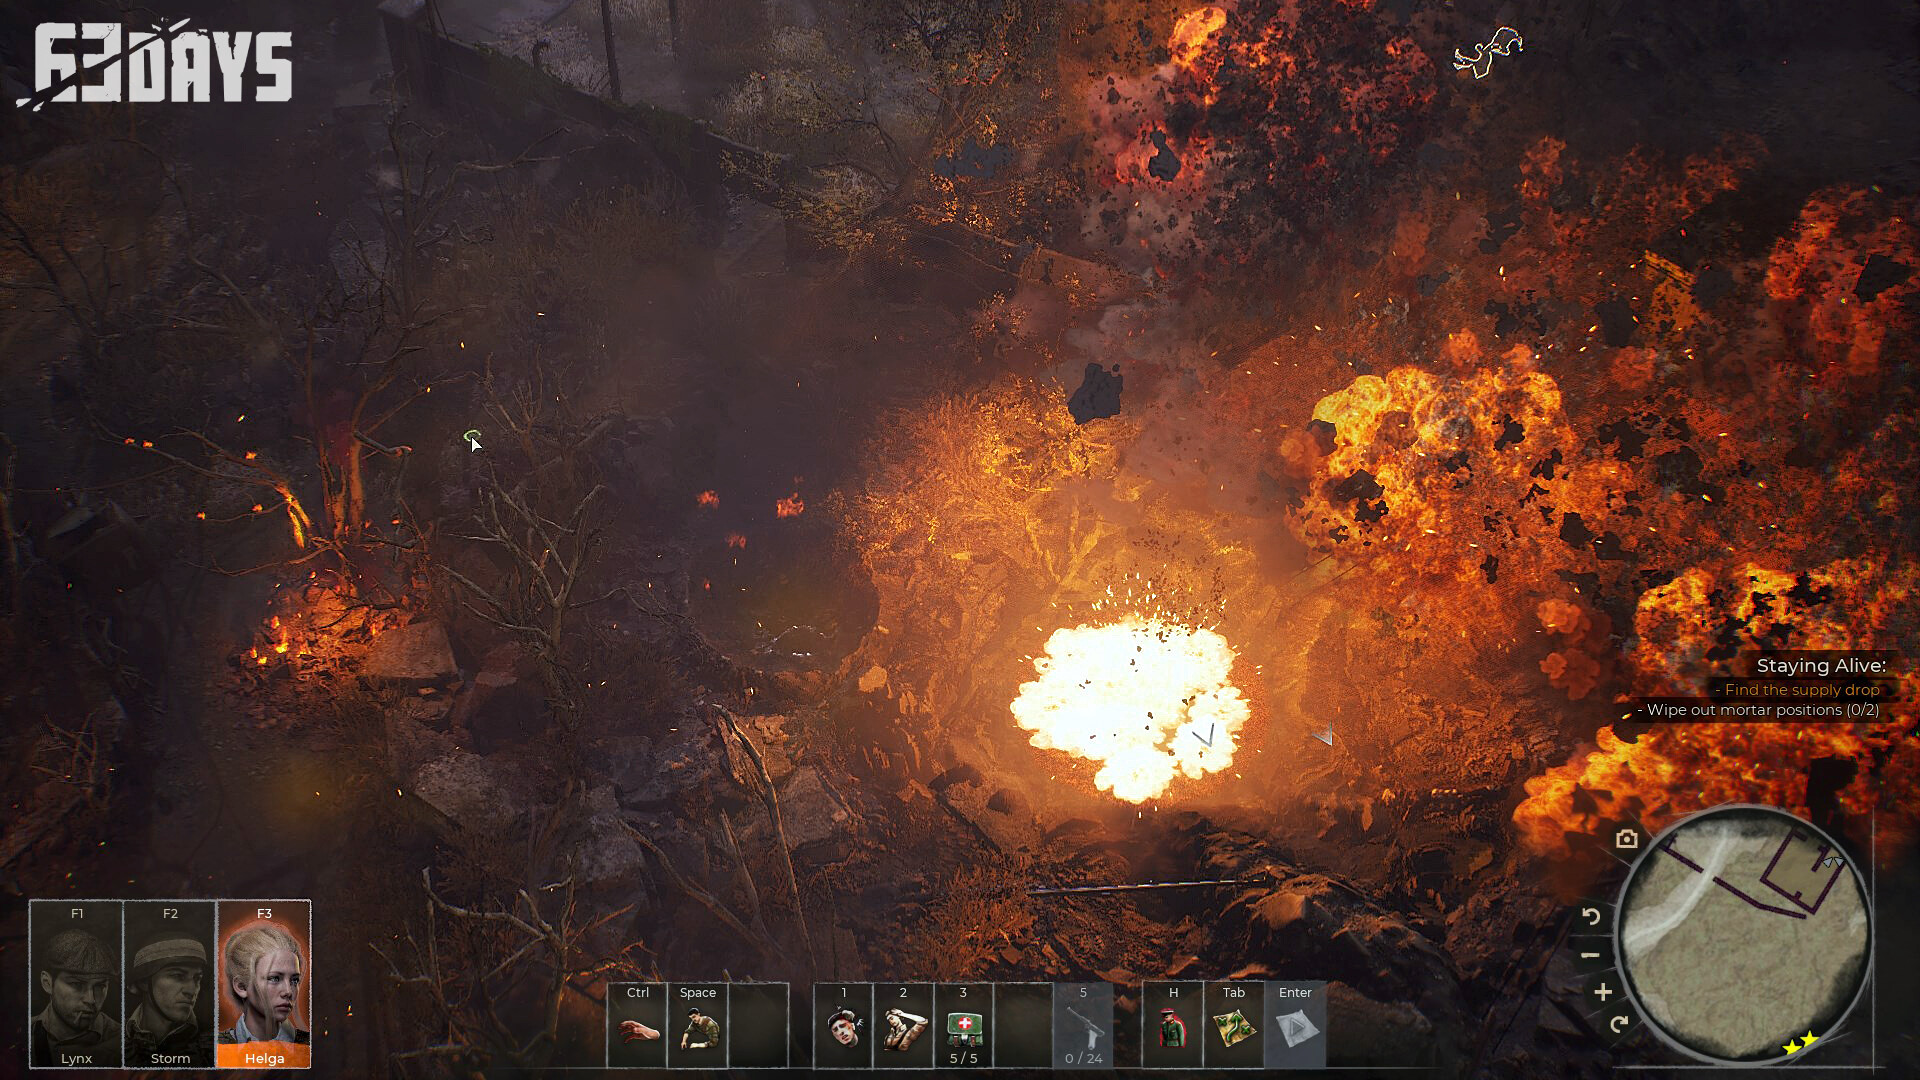 63DAYS
Staying Alive:
- Find the supply drop
- Wipe out mortar positions (0/2)
F1
F2
F3
Lynx
Storm
Helga
Ctrl
Space
1
2
3
5
5 / 5
0 / 24
H
Tab
Enter